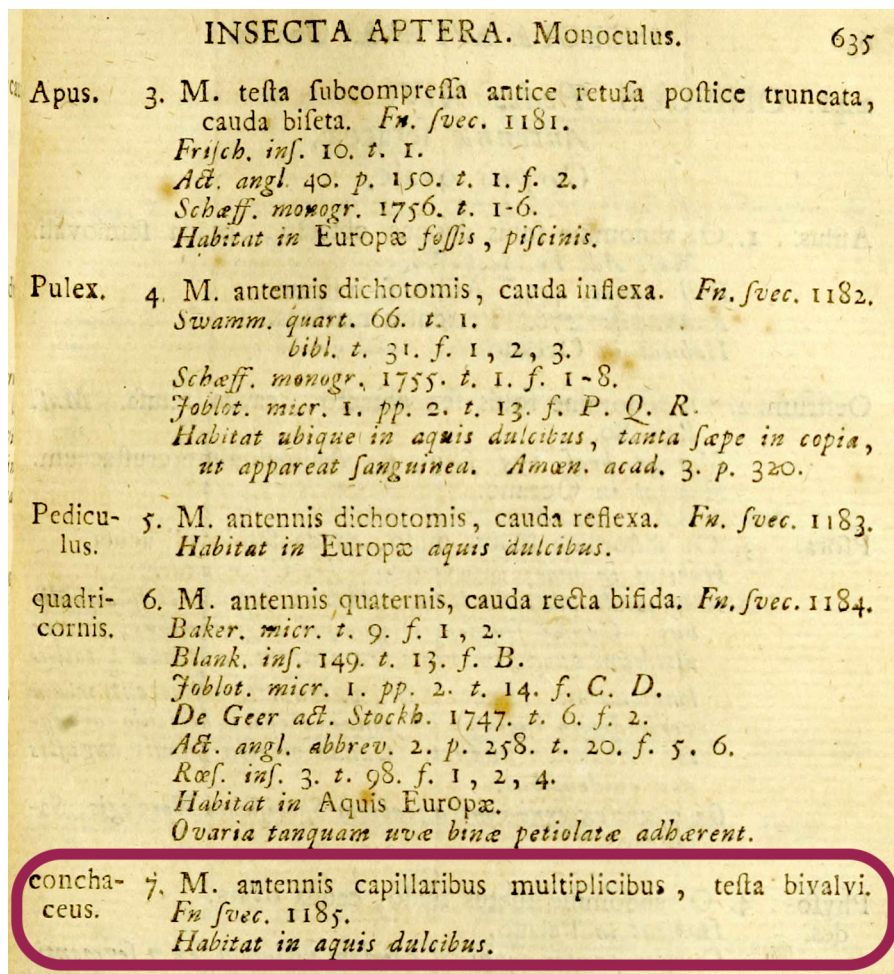 INSECTA APTERA. Monoculus. 635
Apus. 3. M. teſta ſubcompreſſa antice retuſa poſtice truncata,
cauda biſeta. Fn. ſvec. 1181.
Friſch. inſ. 10. t. 1.
Act. angl. 40. p. 150. t. 1. f. 2.
Schæff. monogr. 1756. t. 1-6.
Habitat in Europæ foſſis, piſcinis.
Pulex. 4. M. antennis dichotomis, cauda inflexa. Fn. ſvec. 1182.
Swamm. quart. 66. t. 1.
bibl. t. 31. f. 1, 2, 3.
Schæff. monogr. 1755. t. 1. f. 1-8.
Joblot. micr. 1. pp. 2. t. 13. f. P. Q. R.
Habitat ubique in aquis dulcibus, tanta ſæpe in copia,
ut appareat ſanguinea. Amœn. acad. 3. p. 320.
Pedicu- 5. M. antennis dichotomis, cauda reflexa. Fn. ſvec. 1183.
lus. Habitat in Europæ aquis dulcibus.
quadri- 6. M. antennis quaternis, cauda recta bifida. Fn. ſvec. 1184.
cornis. Baker. micr. t. 9. f. 1, 2.
Blank. inſ. 149. t. 13. f. B.
Joblot. micr. 1. pp. 2. t. 14. f. C. D.
De Geer act. Stockh. 1747. t. 6. f. 2.
Act. angl. abbrev. 2. p. 258. t. 20. f. 5. 6.
Rœſ. inſ. 3. t. 98. f. 1, 2, 4.
Habitat in Aquis Europæ.
Ovaria tanquam uvæ binæ petiolatæ adhærent.
concha- 7. M. antennis capillaribus multiplicibus, teſta bivalvi.
ceus. Fn ſvec. 1185.
Habitat in aquis dulcibus.